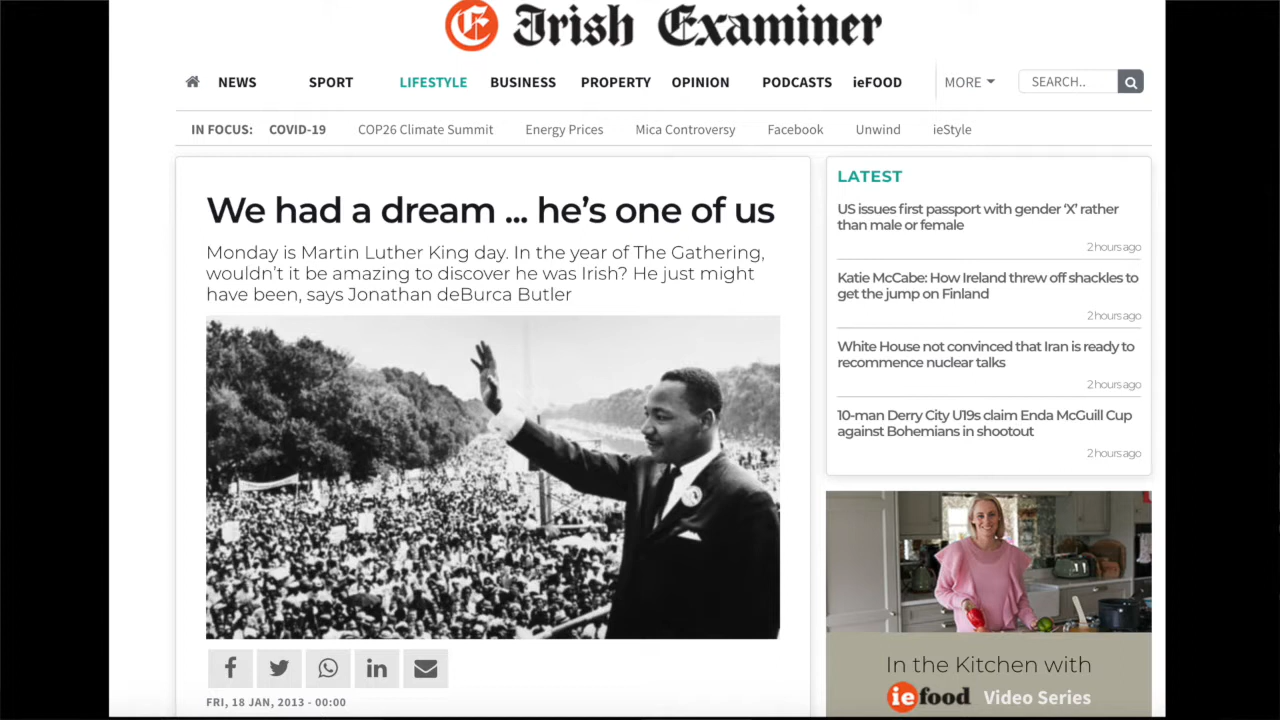 Irish Examiner
NEWS SPORT LIFESTYLE BUSINESS PROPERTY OPINION PODCASTS ieFOOD MORE SEARCH..
IN FOCUS: COVID-19 COP26 Climate Summit Energy Prices Mica Controversy Facebook Unwind ieStyle
We had a dream ... he's one of us
Monday is Martin Luther King day. In the year of The Gathering,
wouldn't it be amazing to discover he was Irish? He just might
have been, says Jonathan deBurca Butler
FRI, 18 JAN, 2013 - 00:00
LATEST
US issues first passport with gender ‘X’ rather
than male or female
2 hours ago
Katie McCabe: How Ireland threw off shackles to
get the jump on Finland
2 hours ago
White House not convinced that Iran is ready to
recommence nuclear talks
2 hours ago
10-man Derry City U19s claim Enda McGuill Cup
against Bohemians in shootout
2 hours ago
In the Kitchen with
iefood Video Series